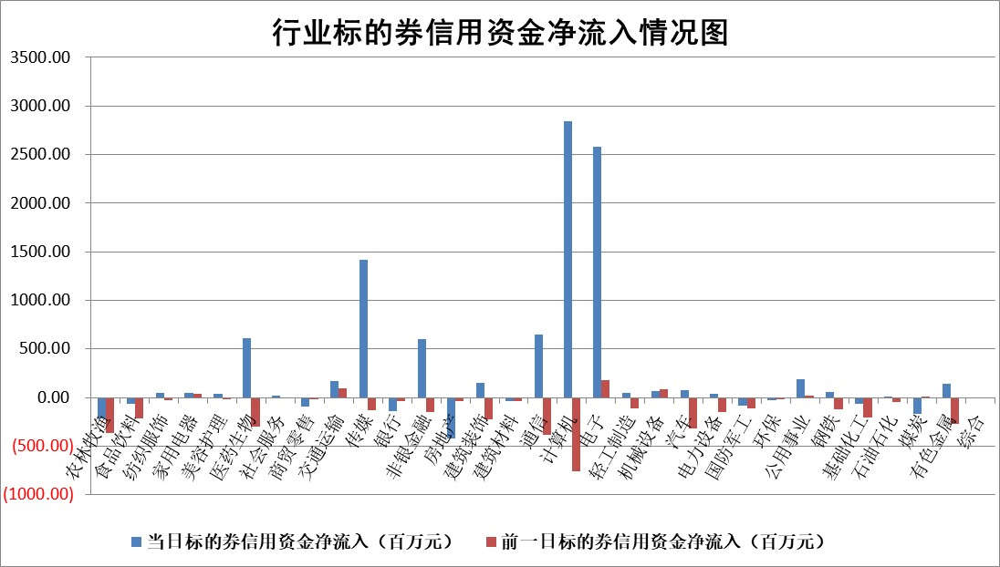 行业标的券信用资金净流入情况图
3500.00
3000.00
2500.00
2000.00
1500.00
1000.00
500.00
0.00
(500.00)
(1000.00)
农林牧渔
食品饮料
纺织服饰
家用电器
美容护理
医药生物
社会服务
商贸零售
交通运输
传媒
银行
非银金融
房地产
建筑装饰
建筑材料
通信
计算机
电子
轻工制造
机械设备
汽车
电力设备
国防军工
环保
公用事业
钢铁
基础化工
石油石化
煤炭
有色金属
综合
当日标的券信用资金净流入（百万元）
前一日标的券信用资金净流入（百万元）